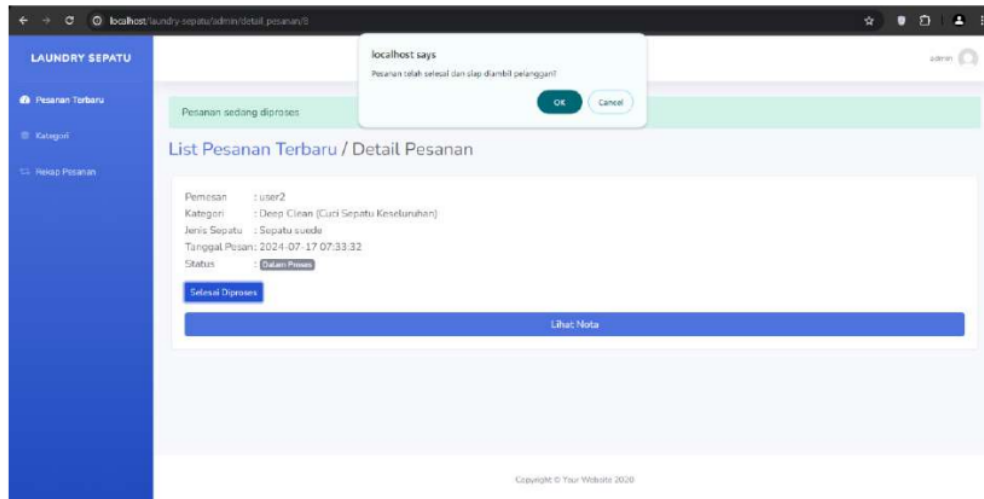 localhost/laundry-sepatu/admin/detail_pesanan/8
LAUNDRY SEPATU
localhost says
Pesanan telah selesai dan siap diambil pelanggan?
OK
Cancel
admin
Pesanan Terbaru
Kategori
Rekap Pesanan
Pesanan sedang diproses
List Pesanan Terbaru / Detail Pesanan
Pemesan : user2
Kategori : Deep Clean (Cuci Sepatu Keseluruhan)
Jenis Sepatu : Sepatu suede
Tanggal Pesan: 2024-07-17 07:33:32
Status : Dalam Proses
Selesai Diproses
Lihat Nota
Copyright © Your Website 2020